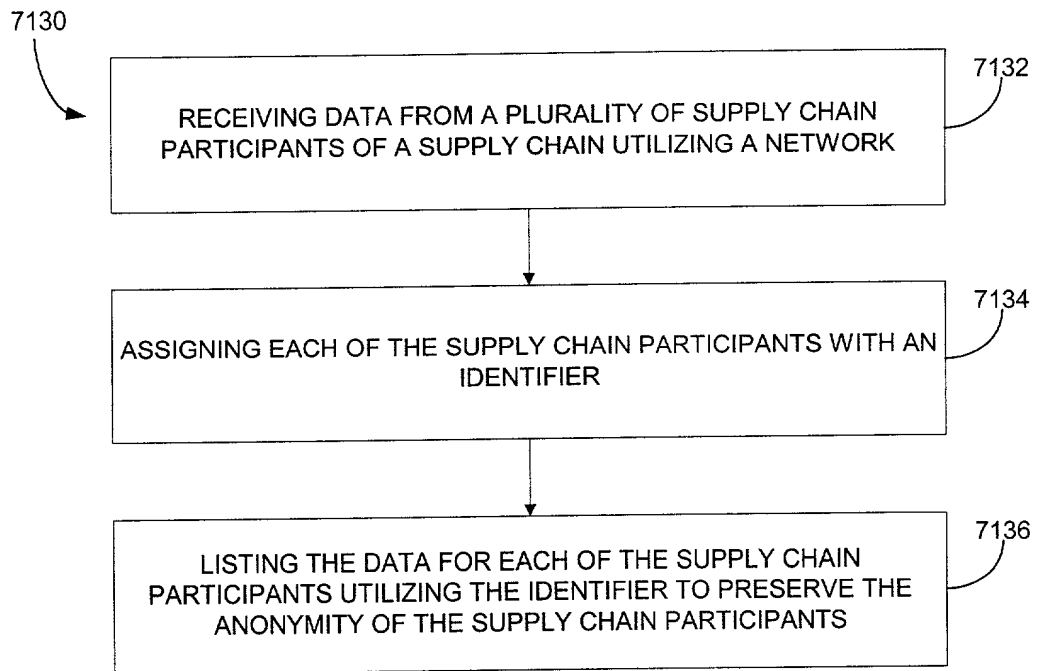 7130
7132
RECEIVING DATA FROM A PLURALITY OF SUPPLY CHAIN
PARTICIPANTS OF A SUPPLY CHAIN UTILIZING A NETWORK
7134
ASSIGNING EACH OF THE SUPPLY CHAIN PARTICIPANTS WITH AN
IDENTIFIER
7136
LISTING THE DATA FOR EACH OF THE SUPPLY CHAIN
PARTICIPANTS UTILIZING THE IDENTIFIER TO PRESERVE THE
ANONYMITY OF THE SUPPLY CHAIN PARTICIPANTS